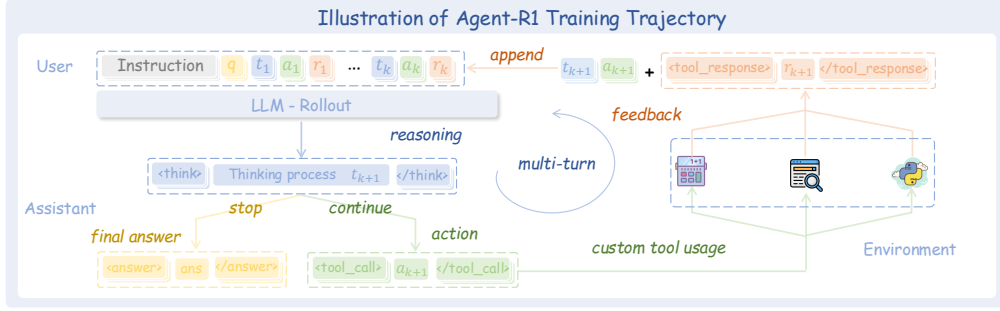 Illustration of Agent-R1 Training Trajectory
User
Instruction q t₁ a₁ r₁ ... tₖ aₖ rₖ
append
tₖ₊₁ aₖ₊₁ + <tool_response> rₖ₊₁ </tool_response>
LLM - Rollout
reasoning
feedback
multi-turn
<think> Thinking process tₖ₊₁ </think>
Assistant
stop
continue
final answer
action
custom tool usage
Environment
<answer> ans </answer>
<tool_call> aₖ₊₁ </tool_call>